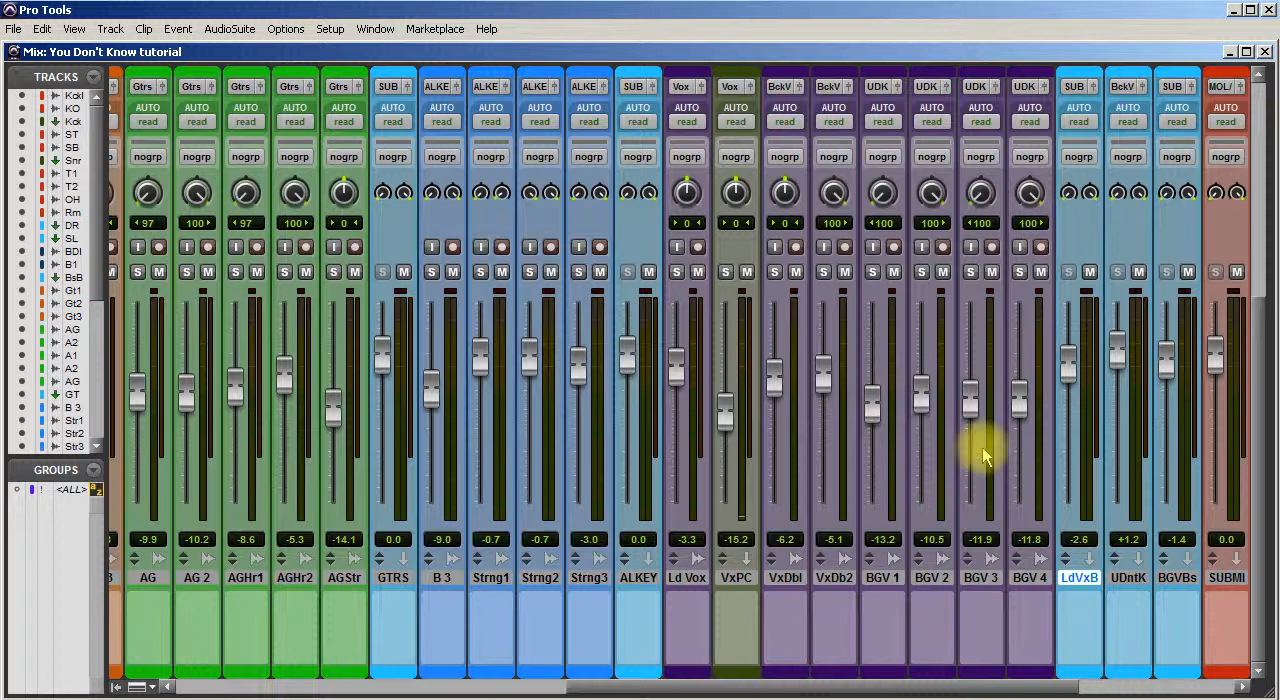 Pro Tools
File Edit View Track Clip Event AudioSuite Options Setup Window Marketplace Help
Mix: You Don't Know tutorial
TRACKS
Kckl
KO
Kck
ST
SB
Snr
T1
T2
OH
Rm
DR
SL
BDI
B1
BsB
Gt1
Gt2
Gt3
AG
A2
A1
A2
AG
GT
B 3
Str1
Str2
Str3
GROUPS
! <ALL> a z
Gtrs Gtrs Gtrs Gtrs Gtrs SUB ALKE ALKE ALKE ALKE SUB Vox Vox BckV BckV UDK UDK UDK UDK SUB BckV SUB MOL/
AUTO AUTO AUTO AUTO AUTO AUTO AUTO AUTO AUTO AUTO AUTO AUTO AUTO AUTO AUTO AUTO AUTO AUTO AUTO AUTO AUTO AUTO AUTO
read read read read read read read read read read read read read read read read read read read read read read read
nogrp nogrp nogrp nogrp nogrp nogrp nogrp nogrp nogrp nogrp nogrp nogrp nogrp nogrp nogrp nogrp nogrp nogrp nogrp nogrp nogrp nogrp nogrp
97 100 97 100 0 0 0 0 100 100 100 100 100
I I I I I I I I I I I I I I I I I
S M S M S M S M S M S M S M S M S M S M S M S M S M S M S M S M S M S M S M S M S M S M S M
-9.9 -10.2 -8.6 -5.3 -14.1 0.0 -9.0 -0.7 -0.7 -3.0 0.0 -3.3 -15.2 -6.2 -5.1 -13.2 -10.5 -11.9 -11.8 -2.6 +1.2 -1.4 0.0
3 AG AG 2 AGHr1 AGHr2 AGStr GTRS B 3 Strng1 Strng2 Strng3 ALKEY Ld Vox VxPC VxDbl VxDb2 BGV 1 BGV 2 BGV 3 BGV 4 LdVxB UDntK BGVBs SUBMI